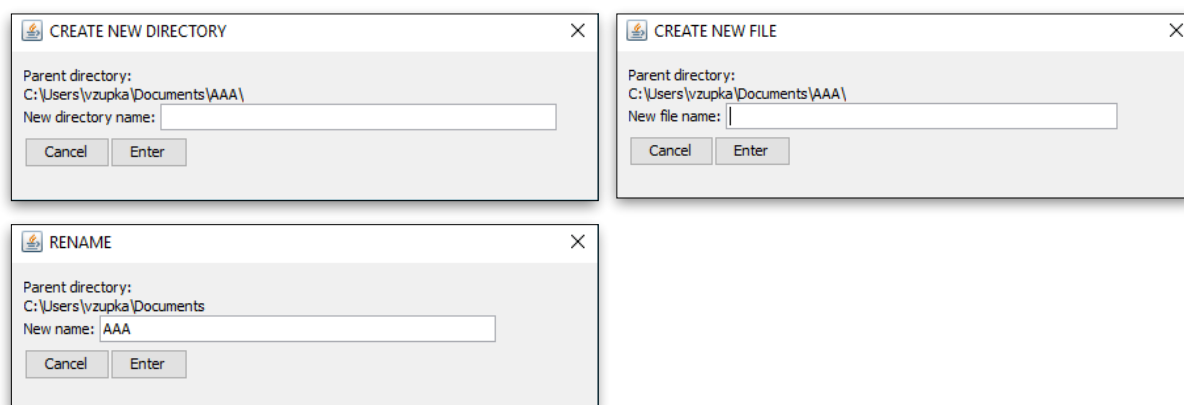 CREATE NEW DIRECTORY
Parent directory:
C:\Users\vzupka\Documents\AAA\
New directory name:
Cancel Enter
CREATE NEW FILE
Parent directory:
C:\Users\vzupka\Documents\AAA\
New file name:
Cancel Enter
RENAME
Parent directory:
C:\Users\vzupka\Documents
New name: AAA
Cancel Enter